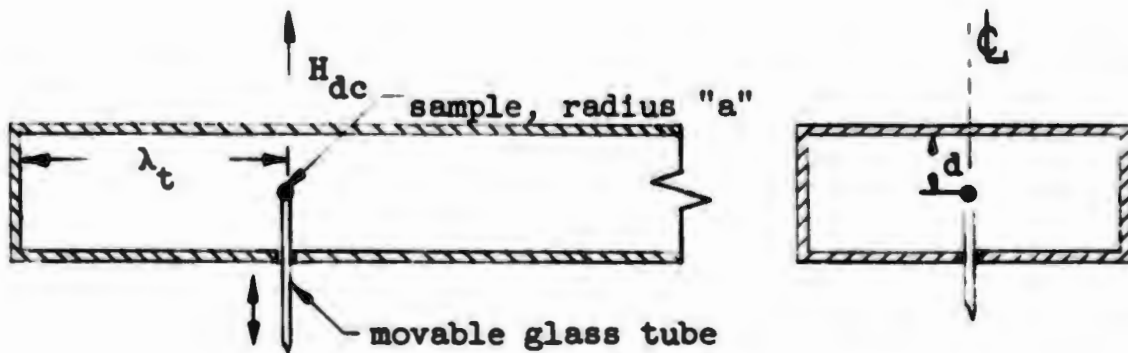 H_dc
sample, radius "a"
λ_t
d
℄
movable glass tube